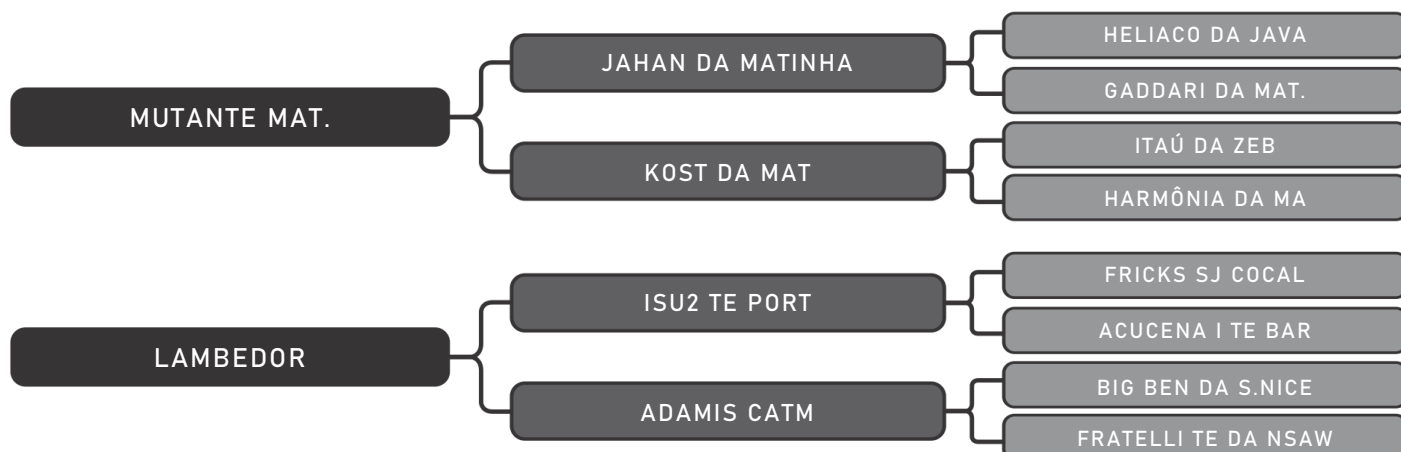 MUTANTE MAT.
JAHAN DA MATINHA
HELIACO DA JAVA
GADDARI DA MAT.
KOST DA MAT
ITAÚ DA ZEB
HARMÔNIA DA MA
LAMBEDOR
ISU2 TE PORT
FRICKS SJ COCAL
ACUCENA I TE BAR
ADAMIS CATM
BIG BEN DA S.NICE
FRATELLI TE DA NSAW